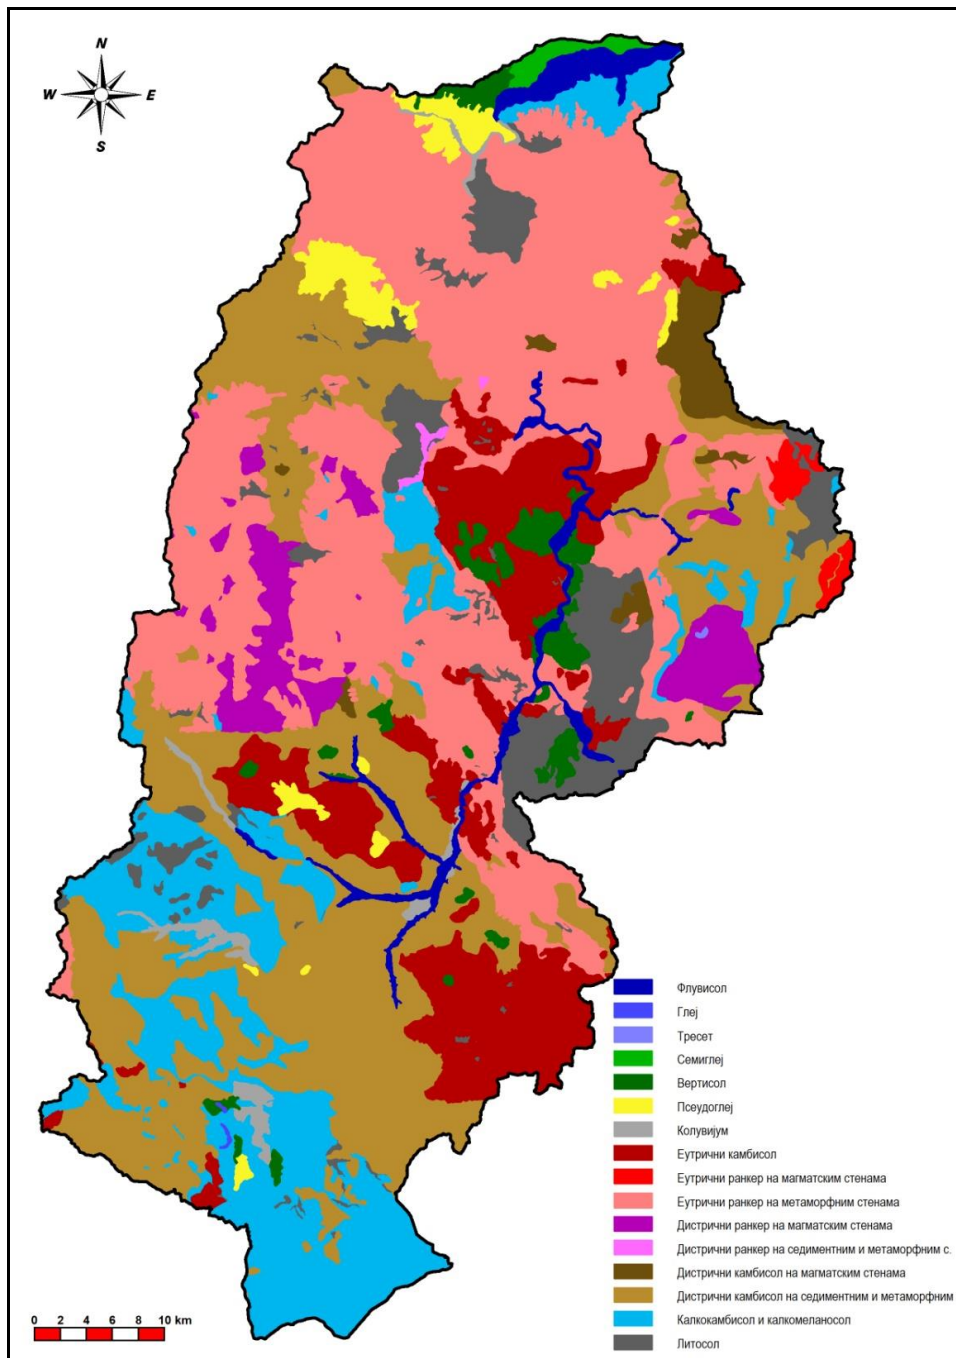 N
W E
S
Флувисол
Глеј
Тресет
Семиглеј
Вертисол
Псеудоглеј
Колувијум
Еутрични камбисол
Еутрични ранкер на магматским стенама
Еутрични ранкер на метаморфним стенама
Дистрични ранкер на магматским стенама
Дистрични ранкер на седиментним и метаморфним с.
Дистрични камбисол на магматским стенама
Дистрични камбисол на седиментним и метаморфним
Калкокамбисол и калкомеланосол
Литосол
0 2 4 6 8 10 km